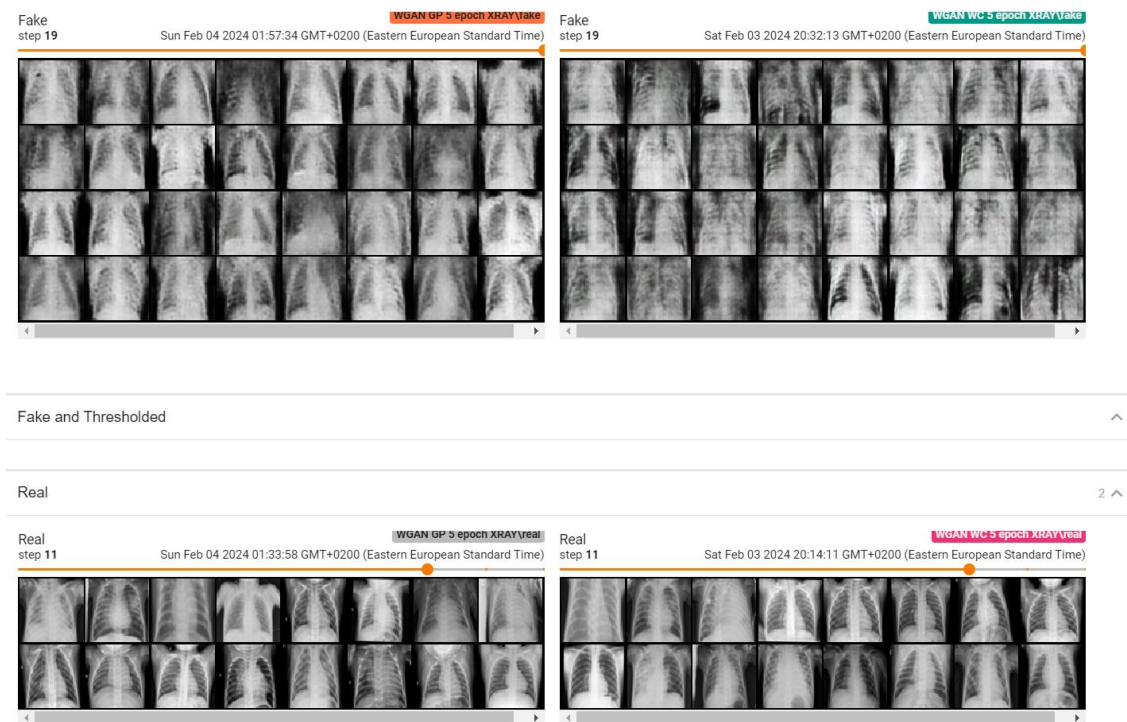 Fake
WGAN GP 5 epoch XRAY\fake
step 19
Sun Feb 04 2024 01:57:34 GMT+0200 (Eastern European Standard Time)
Fake
WGAN WC 5 epoch XRAY\fake
step 19
Sat Feb 03 2024 20:32:13 GMT+0200 (Eastern European Standard Time)
Fake and Thresholded
Real
2
Real
WGAN GP 5 epoch XRAY\real
step 11
Sun Feb 04 2024 01:33:58 GMT+0200 (Eastern European Standard Time)
Real
WGAN WC 5 epoch XRAY\real
step 11
Sat Feb 03 2024 20:14:11 GMT+0200 (Eastern European Standard Time)